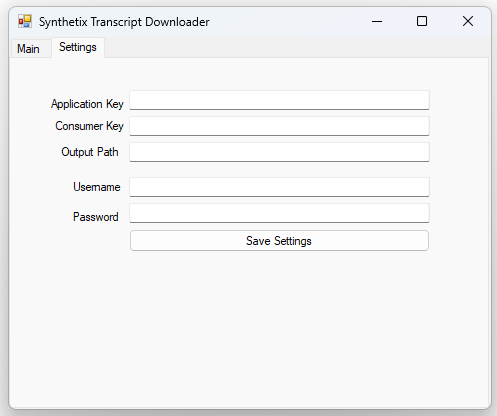 Synthetix Transcript Downloader
Main Settings
Application Key
Consumer Key
Output Path
Username
Password
Save Settings